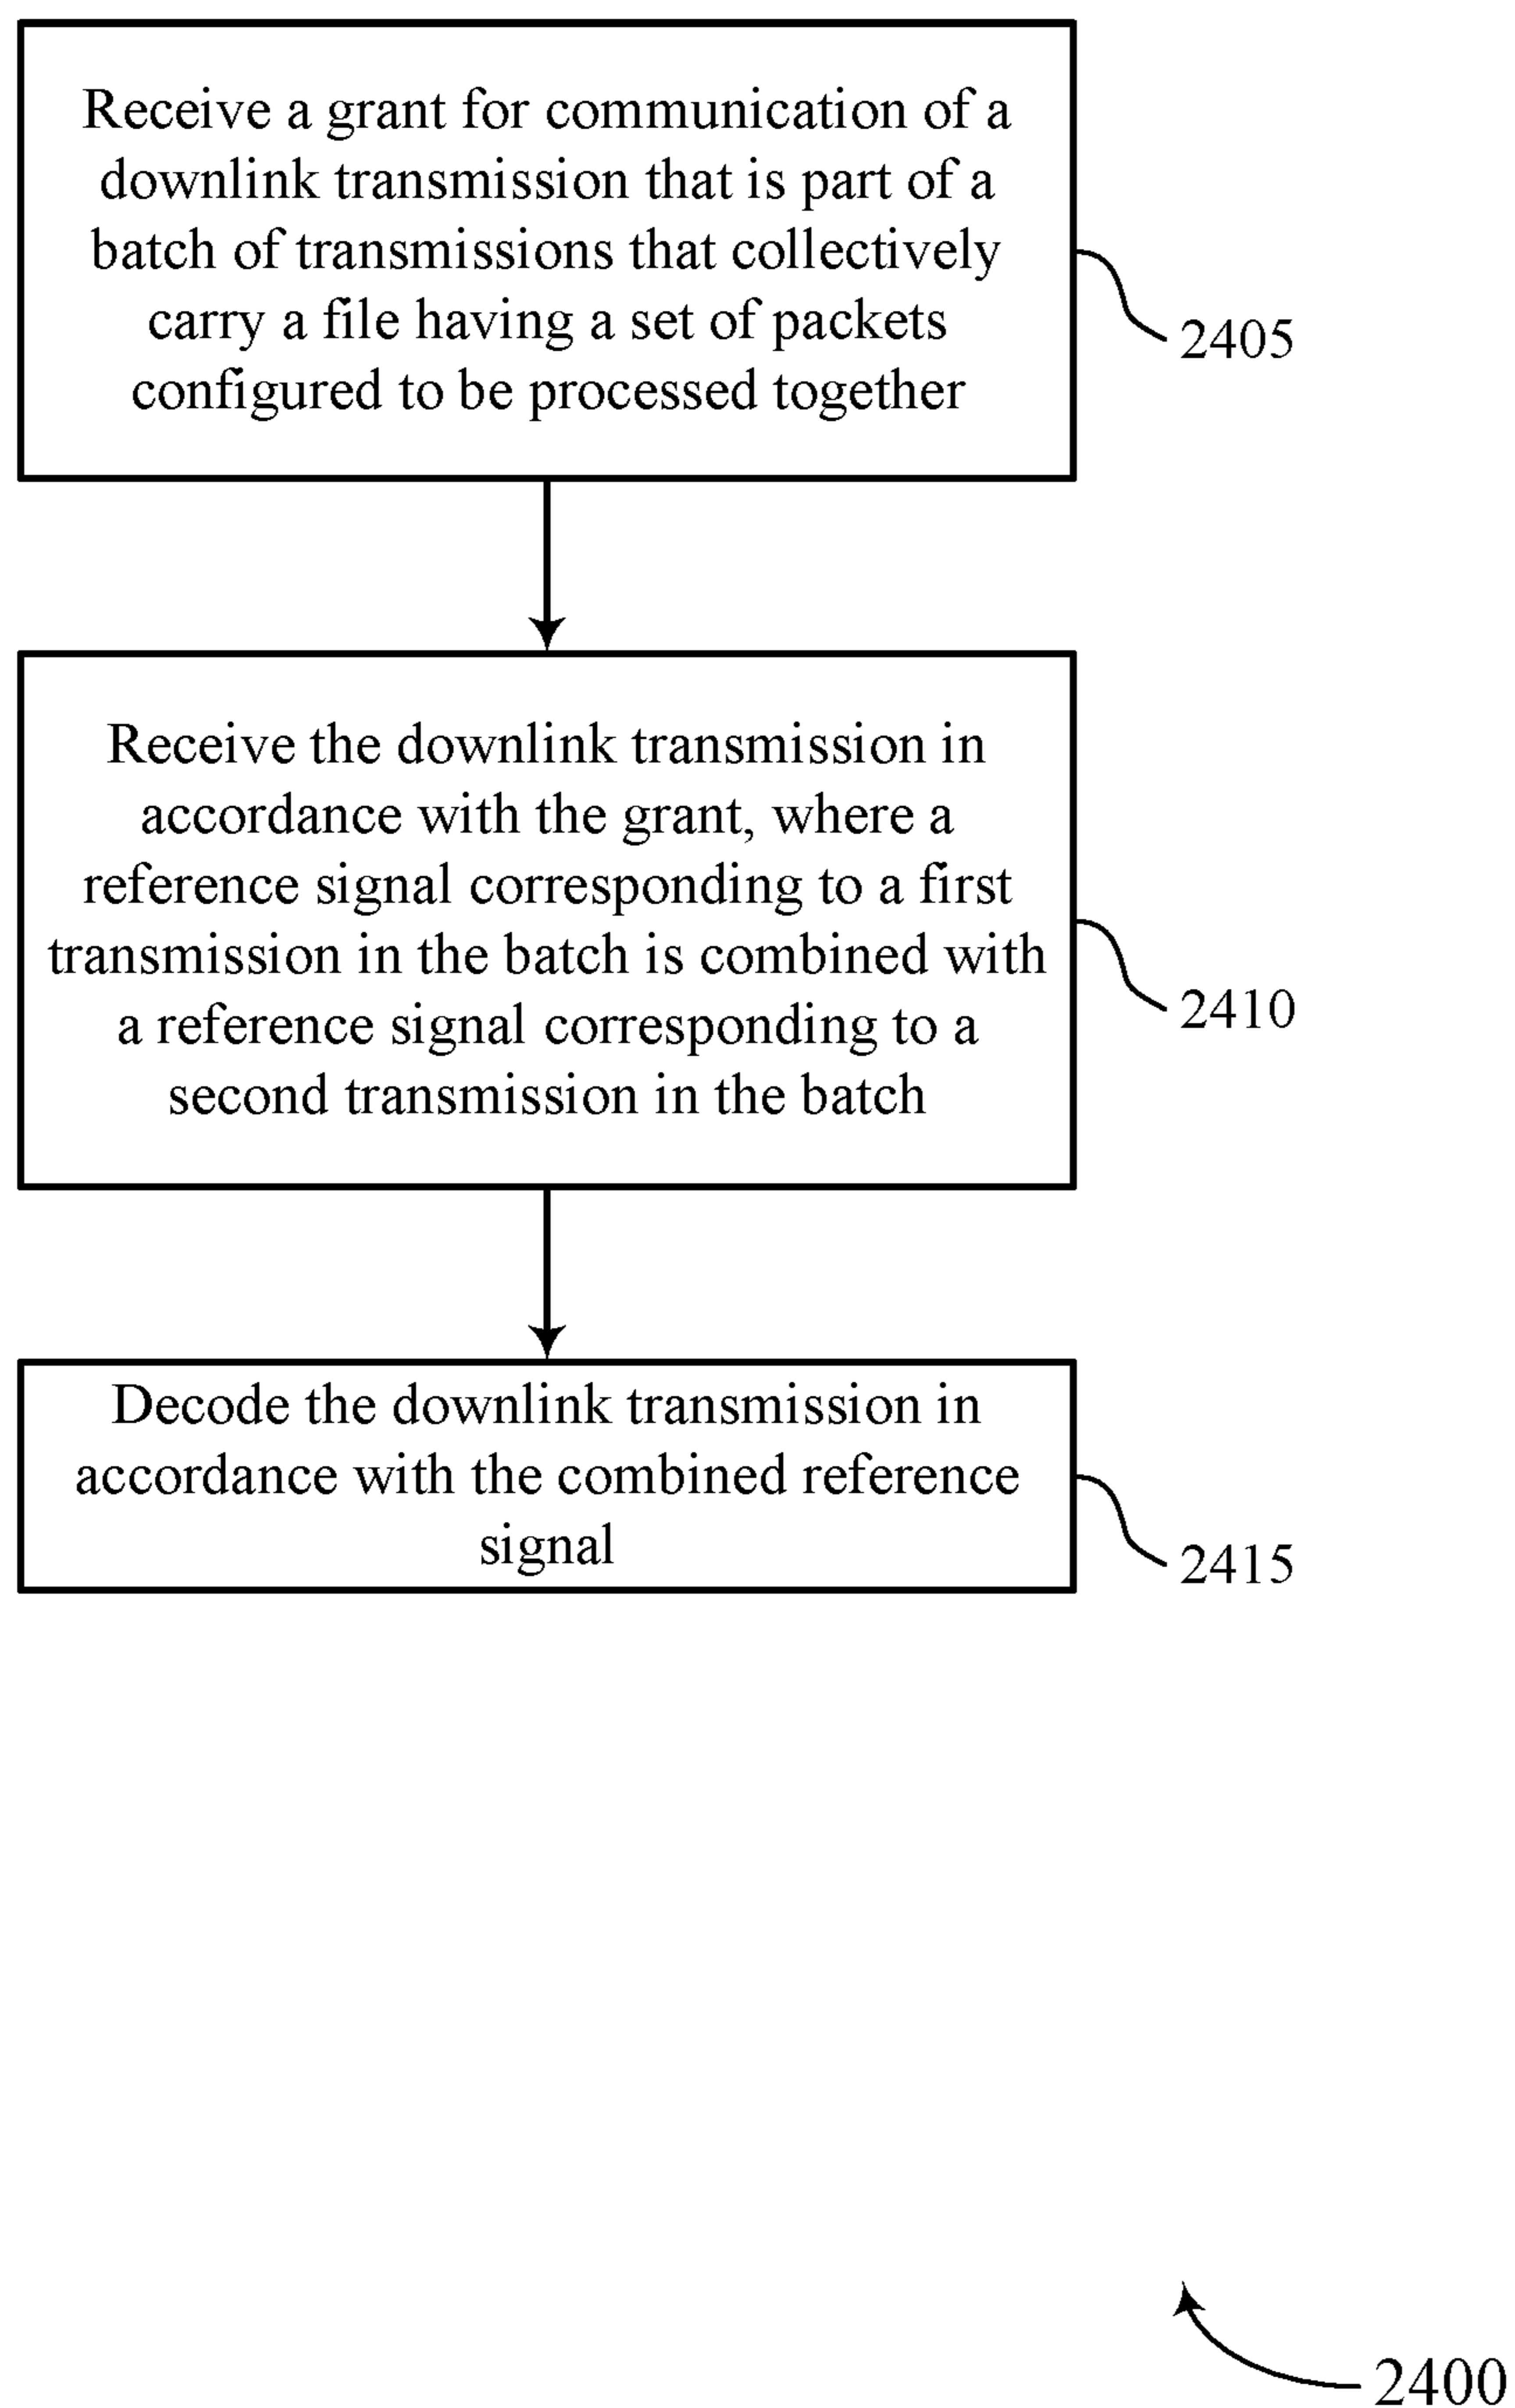 Receive a grant for communication of a
downlink transmission that is part of a
batch of transmissions that collectively
carry a file having a set of packets
configured to be processed together
2405
Receive the downlink transmission in
accordance with the grant, where a
reference signal corresponding to a first
transmission in the batch is combined with
a reference signal corresponding to a
second transmission in the batch
2410
Decode the downlink transmission in
accordance with the combined reference
signal
2415
2400